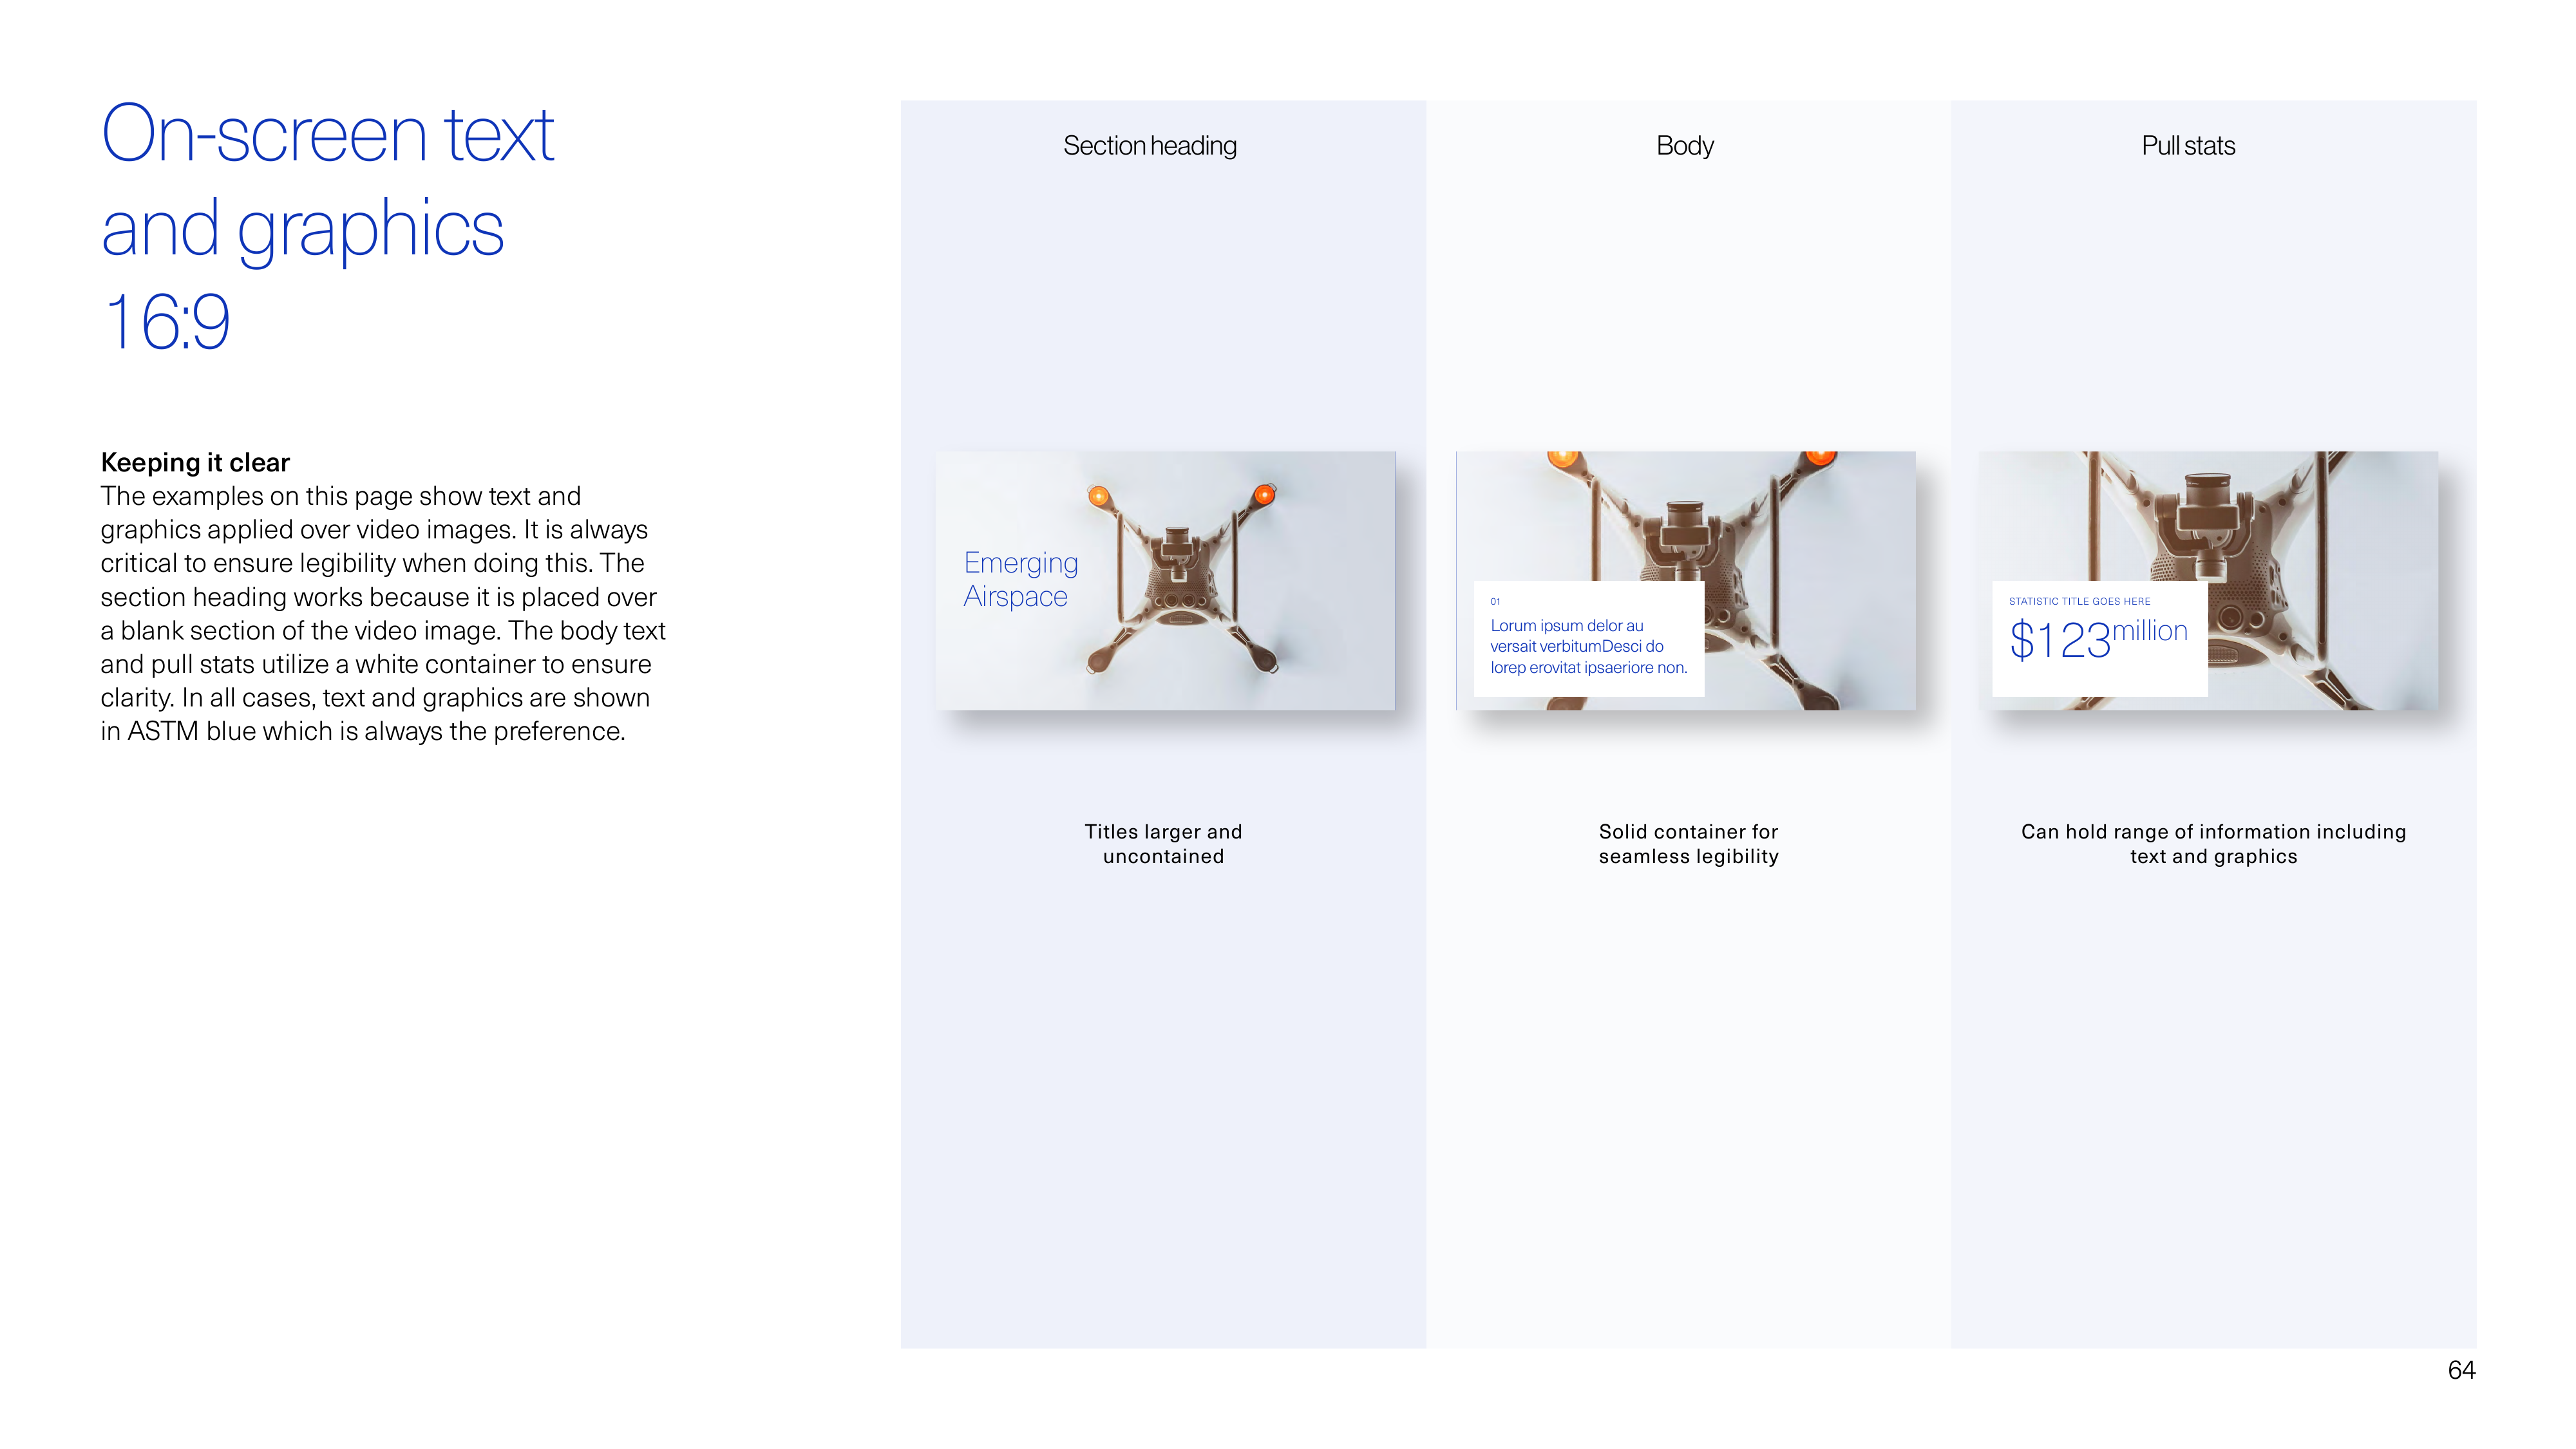 On-screen text
and graphics
16:9
Keeping it clear
The examples on this page show text and
graphics applied over video images. It is always
critical to ensure legibility when doing this. The
section heading works because it is placed over
a blank section of the video image. The body text
and pull stats utilize a white container to ensure
clarity. In all cases, text and graphics are shown
in ASTM blue which is always the preference.
Section heading
Emerging
Airspace
Titles larger and
uncontained
Body
01
Lorum ipsum delor au
versait verbitumDesci do
lorep erovitat ipsaeriore non.
Solid container for
seamless legibility
Pull stats
STATISTIC TITLE GOES HERE
$123 million
Can hold range of information including
text and graphics
64